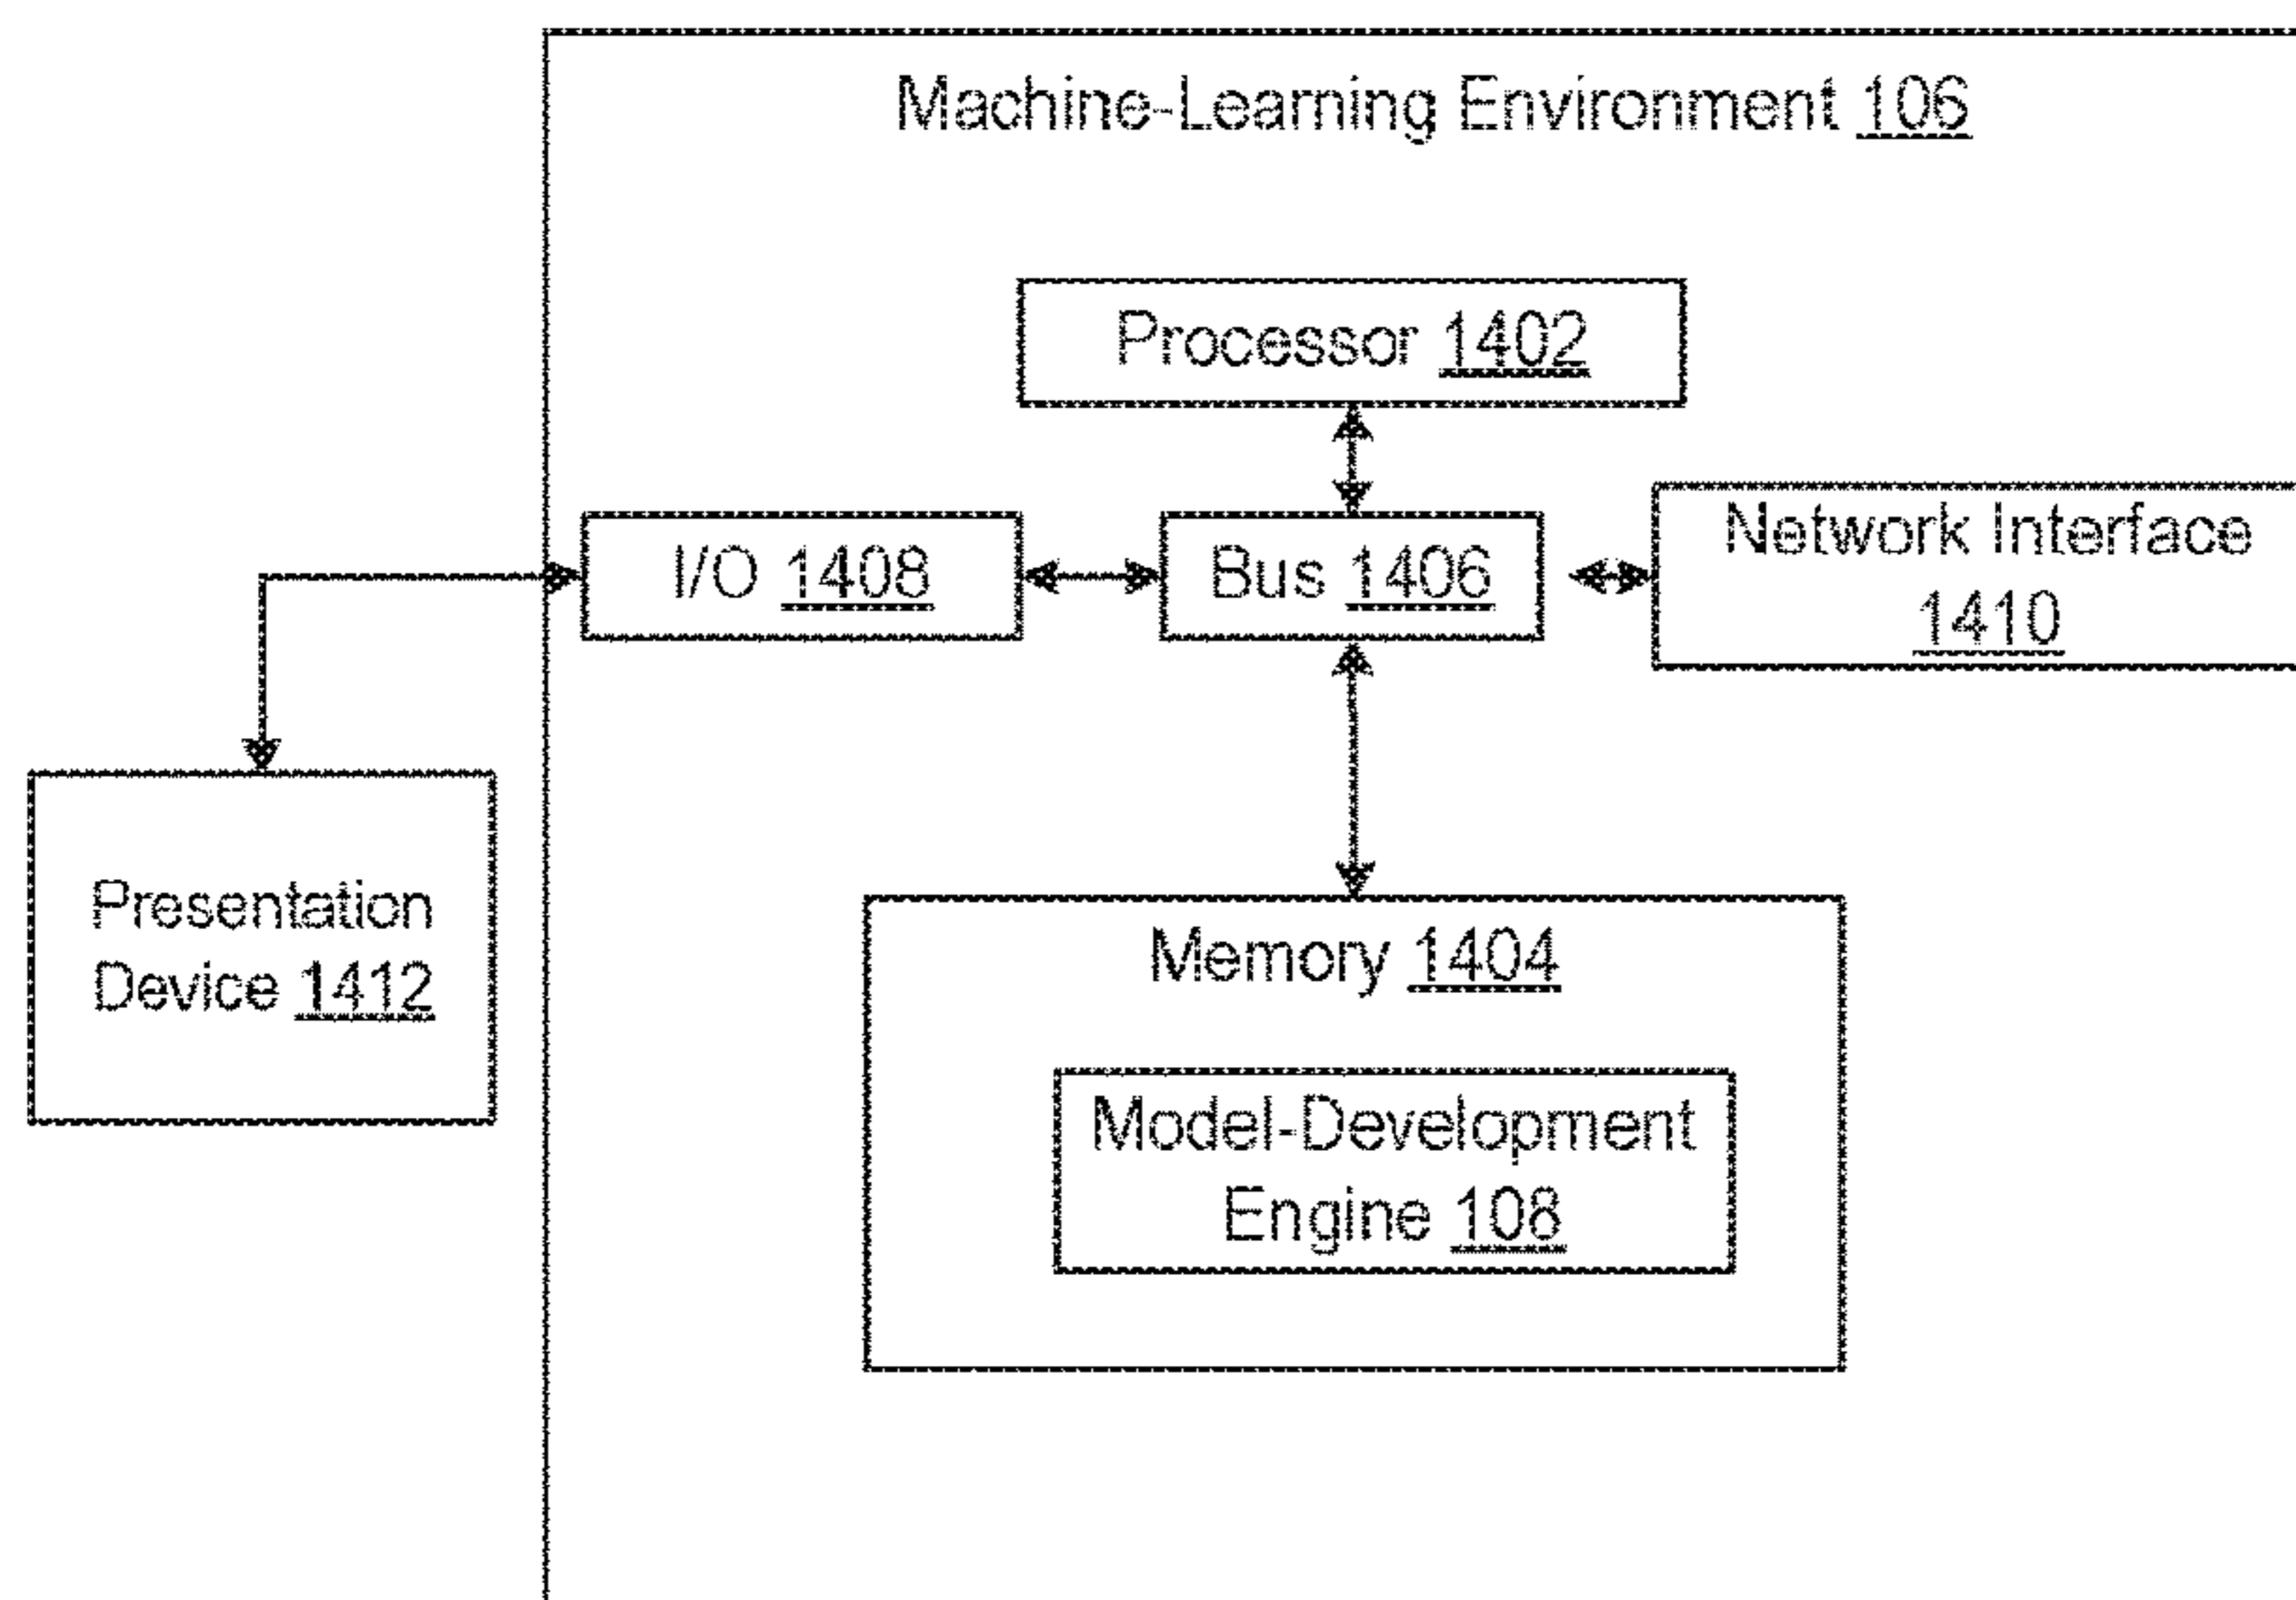 Machine-Learning Environment 106
Processor 1402
I/O 1408
Bus 1406
Network Interface
1410
Presentation
Device 1412
Memory 1404
Model-Development
Engine 108